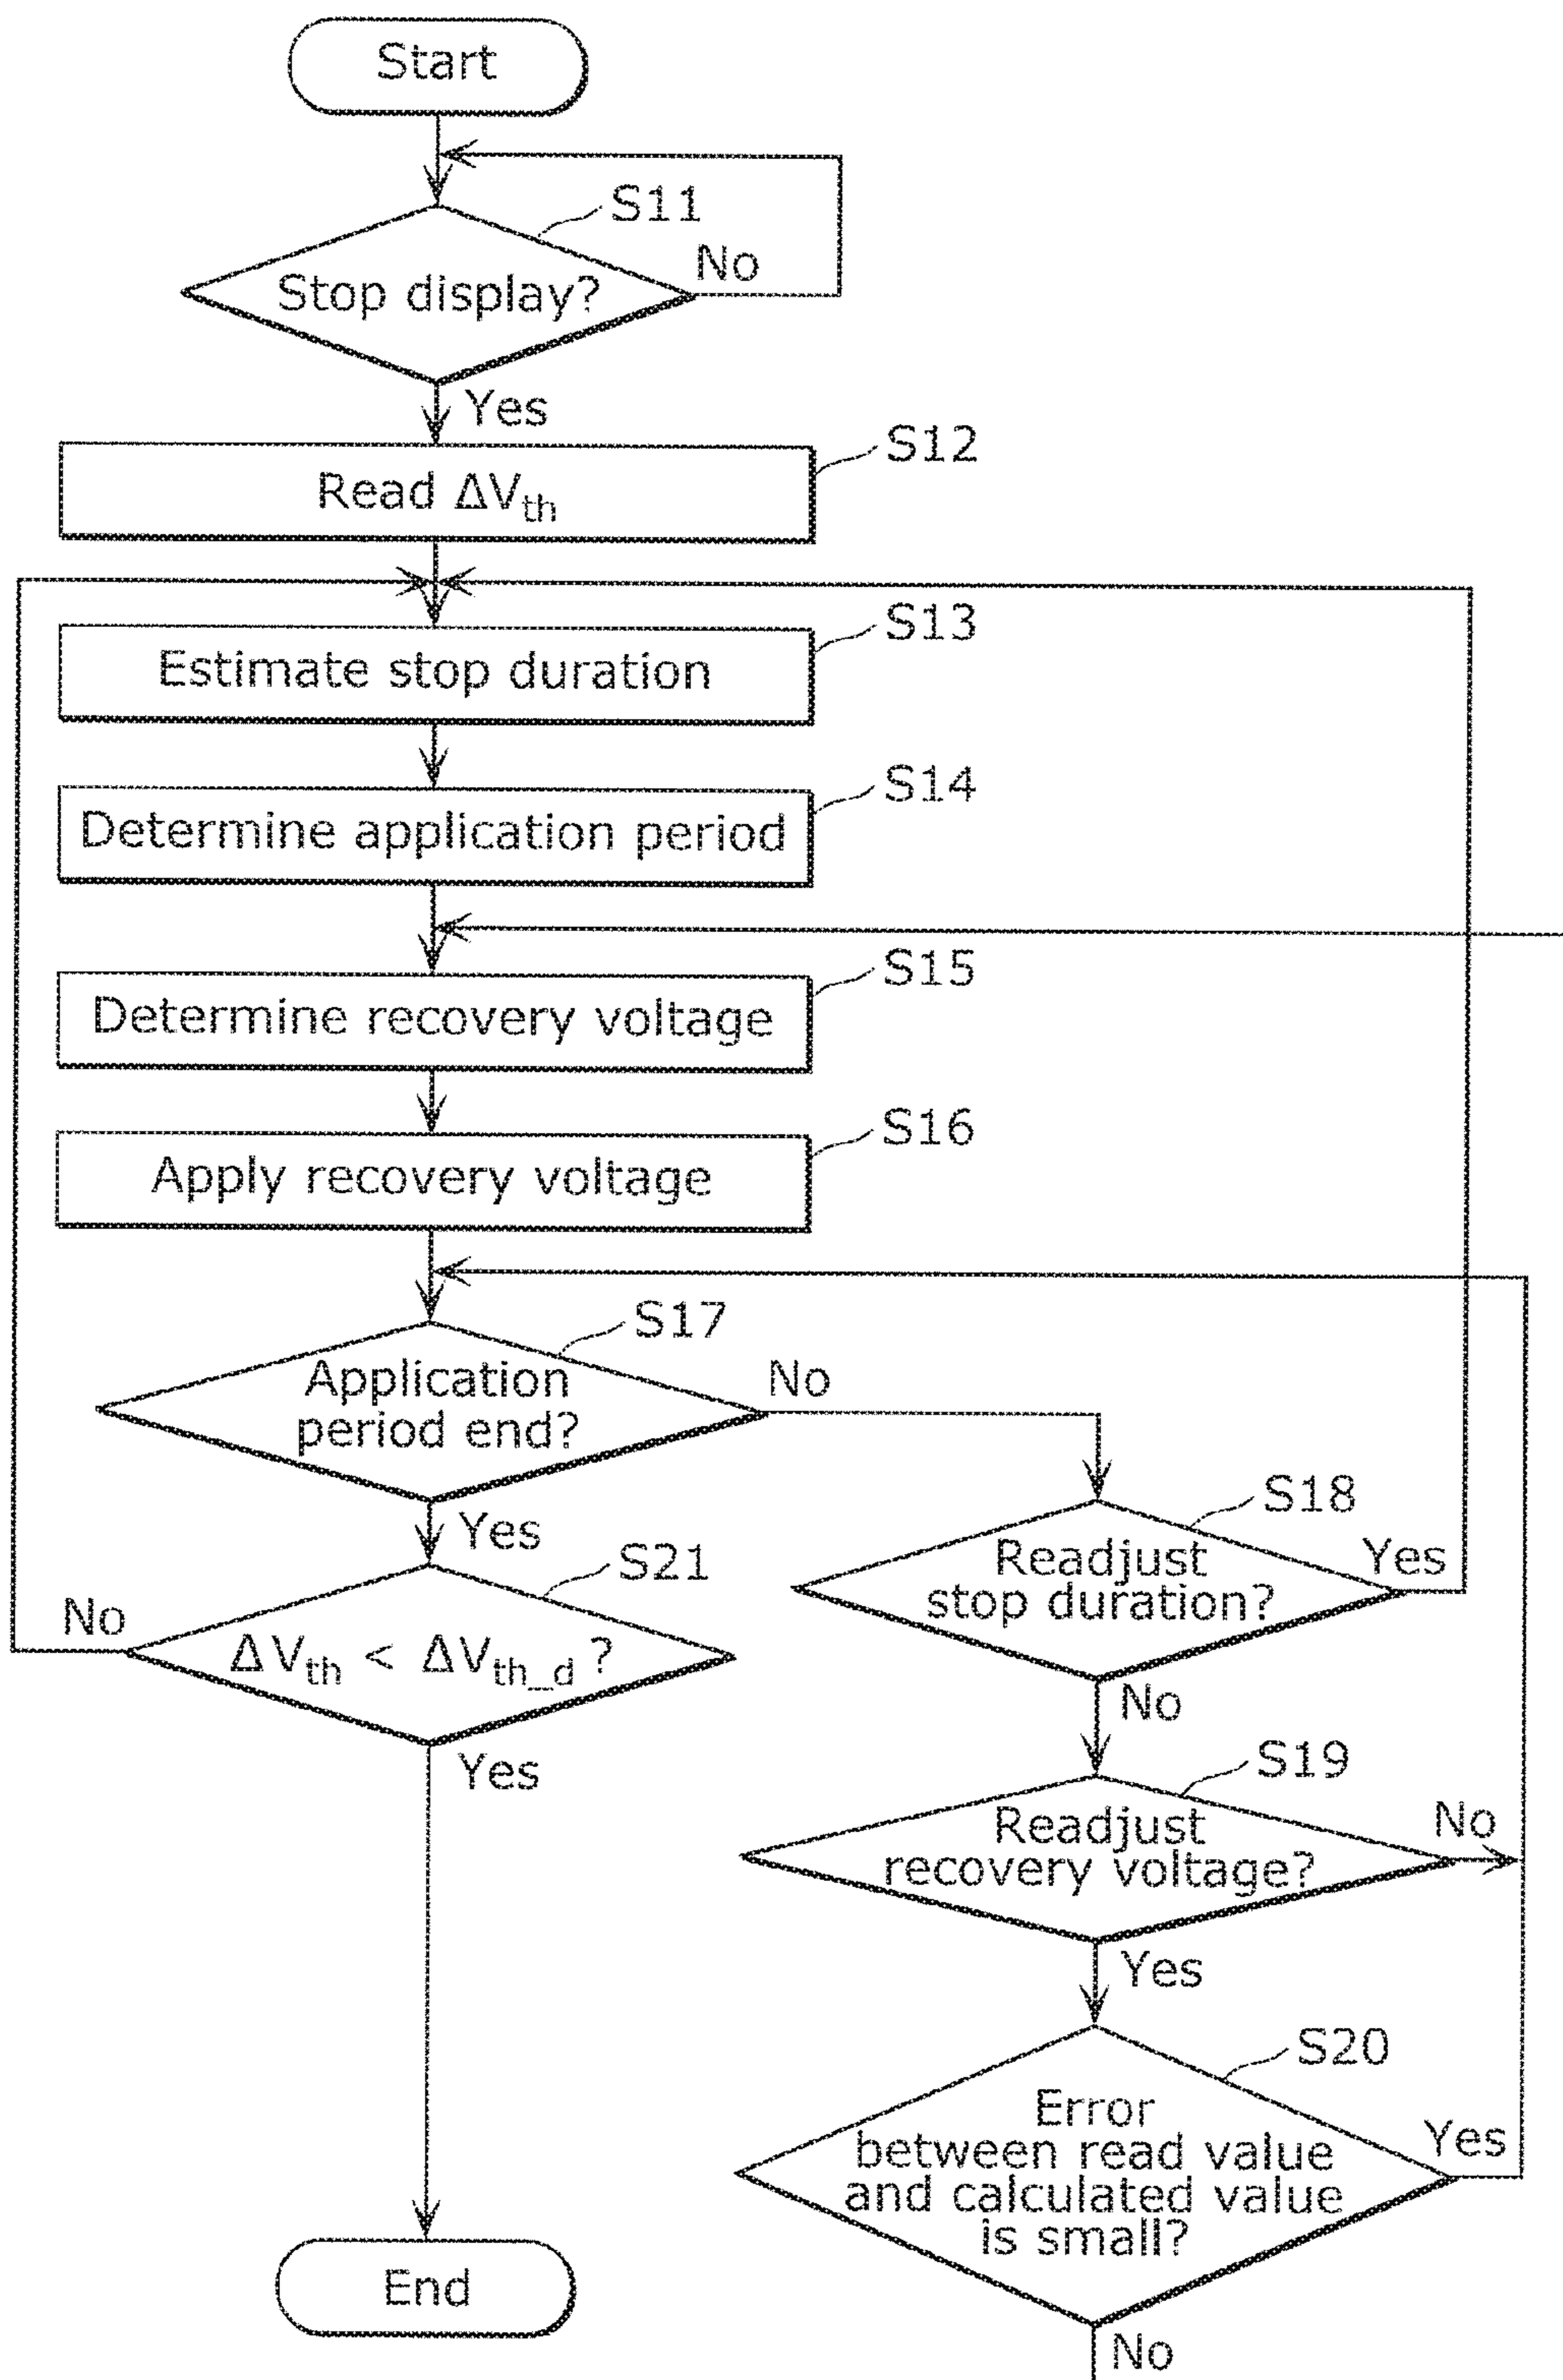 Start
S11
No
Stop display?
Yes
S12
Read ΔVth
S13
Estimate stop duration
S14
Determine application period
S15
Determine recovery voltage
S16
Apply recovery voltage
S17
Application
period end?
No
Yes
S18
Readjust
stop duration?
Yes
No
S21
ΔVth < ΔVth_d ?
No
Yes
S19
Readjust
recovery voltage?
No
Yes
S20
Error
between read value
and calculated value
is small?
Yes
No
End